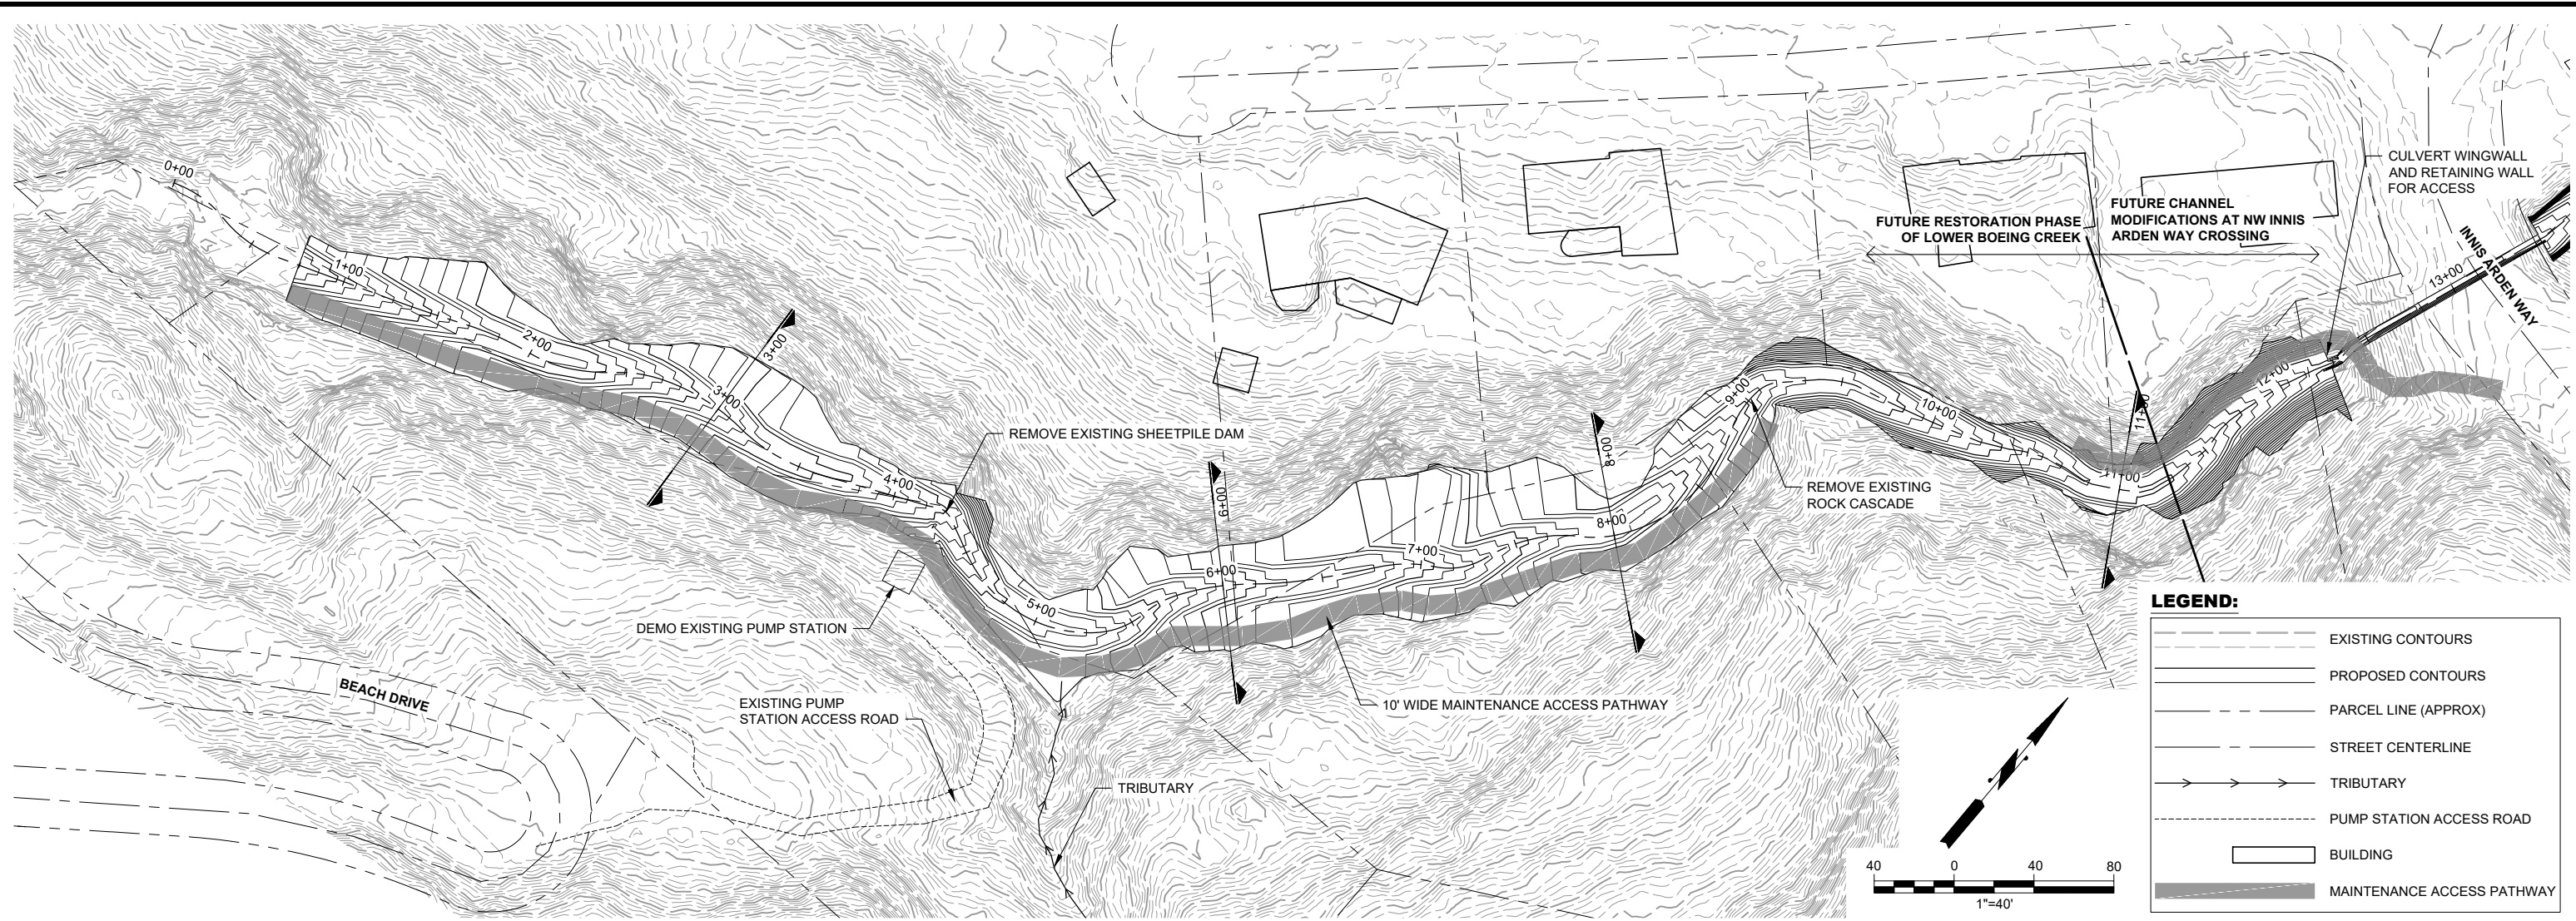 0+00
1+00
2+00
3+00
3+00
4+00
5+00
6+00
6+00
7+00
8+00
8+00
9+00
10+00
11+00
11+00
12+00
13+00
CULVERT WINGWALL
AND RETAINING WALL
FOR ACCESS
FUTURE RESTORATION PHASE
OF LOWER BOEING CREEK
FUTURE CHANNEL
MODIFICATIONS AT NW INNIS
ARDEN WAY CROSSING
INNIS ARDEN WAY
REMOVE EXISTING SHEETPILE DAM
REMOVE EXISTING
ROCK CASCADE
DEMO EXISTING PUMP STATION
BEACH DRIVE
EXISTING PUMP
STATION ACCESS ROAD
10' WIDE MAINTENANCE ACCESS PATHWAY
TRIBUTARY
40 0 40 80
1"=40'
LEGEND:
EXISTING CONTOURS
PROPOSED CONTOURS
PARCEL LINE (APPROX)
STREET CENTERLINE
TRIBUTARY
PUMP STATION ACCESS ROAD
BUILDING
MAINTENANCE ACCESS PATHWAY